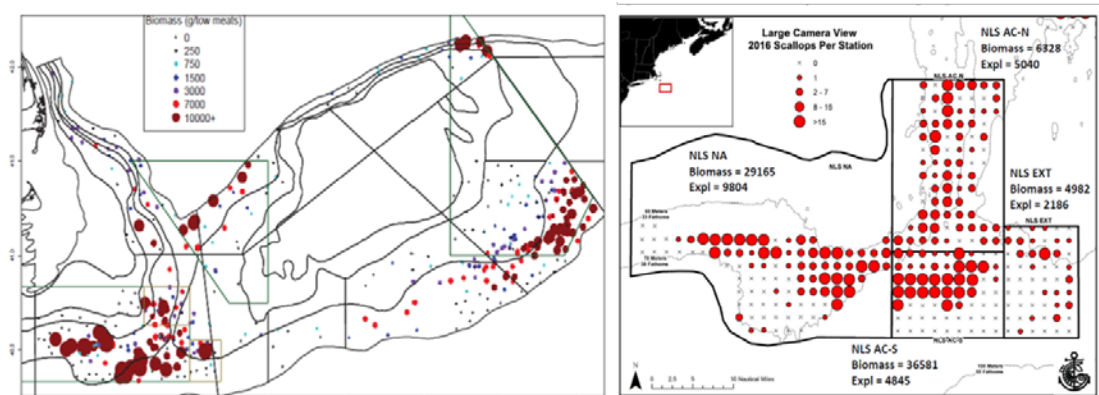 Biomass (g/tow meats)
0
250
750
1500
3000
7000
10000+
Large Camera View
2016 Scallops Per Station
0
1
2 - 7
8 - 15
>15
NLS AC-N
Biomass = 6328
Expl = 5040
NLS-AC-N
NLS NA
Biomass = 29165
Expl = 9804
NLS NA
NLS EXT
Biomass = 4982
Expl = 2186
NLS EXT
NLS-AC-S
NLS AC-S
Biomass = 36581
Expl = 4845
N
0 2.5 5 10 Nautical Miles